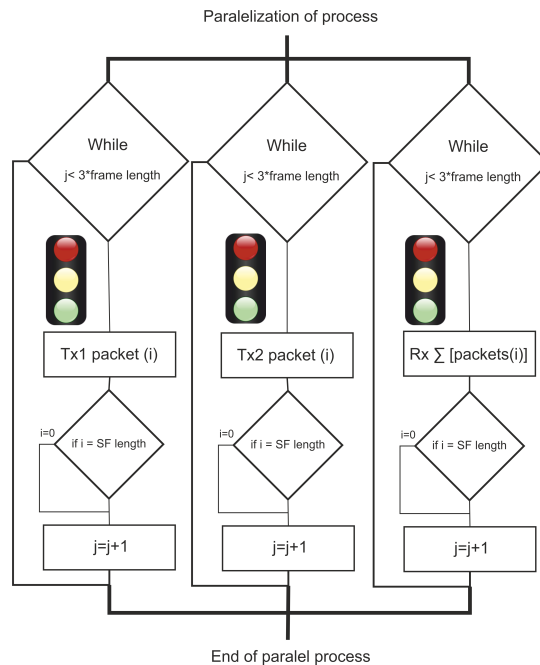 Paralelization of process
While
j< 3*frame length
While
j< 3*frame length
While
j< 3*frame length
Tx1 packet (i)
Tx2 packet (i)
Rx ∑ [packets(i)]
i=0
if i = SF length
i=0
if i = SF length
i=0
if i = SF length
j=j+1
j=j+1
j=j+1
End of paralel process